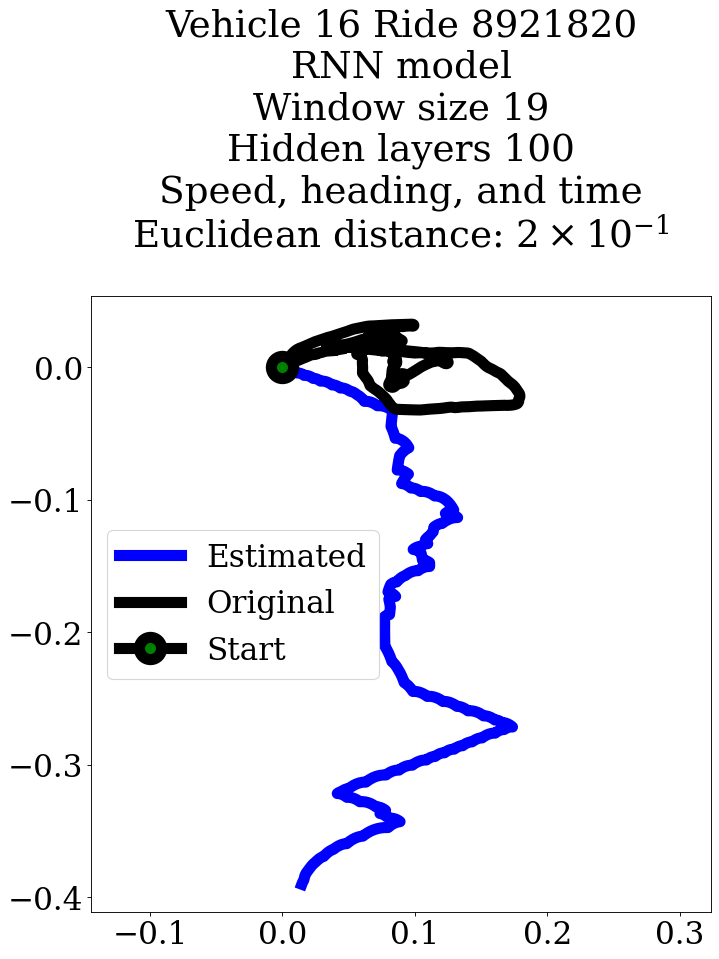 Vehicle 16 Ride 8921820
RNN model
Window size 19
Hidden layers 100
Speed, heading, and time
Euclidean distance: 2 × 10⁻¹
0.0
−0.1
−0.2
−0.3
−0.4
Estimated
Original
Start
−0.1 0.0 0.1 0.2 0.3